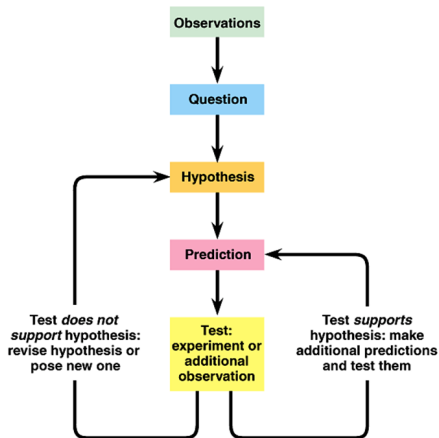 Observations
Question
Hypothesis
Prediction
Test does not
support hypothesis:
revise hypothesis or
pose new one
Test:
experiment or
additional
observation
Test supports
hypothesis: make
additional predictions
and test them